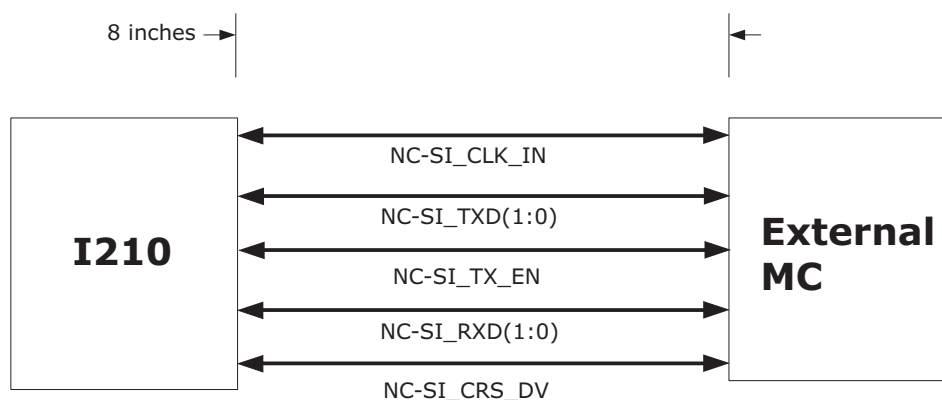 8 inches
NC-SI_CLK_IN
NC-SI_TXD(1:0)
I210
External
MC
NC-SI_TX_EN
NC-SI_RXD(1:0)
NC-SI_CRS_DV